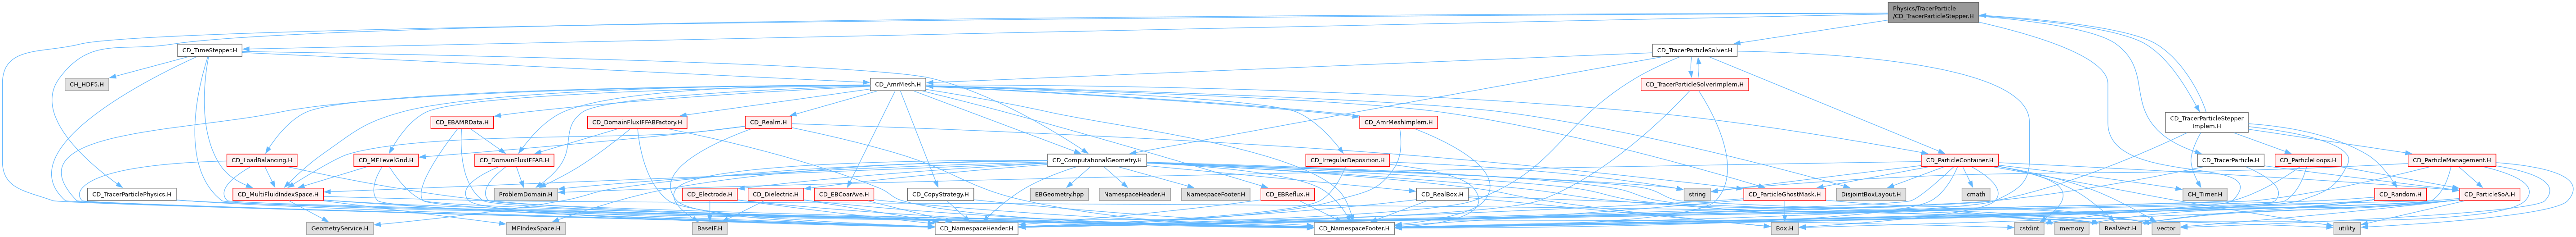 Physics/TracerParticle
/CD_TracerParticleStepper.H
CD_TimeStepper.H
CD_TracerParticleSolver.H
CH_HDF5.H
CD_AmrMesh.H
CD_TracerParticleSolverImplem.H
CD_EBAMRData.H
CD_DomainFluxIFFABFactory.H
CD_Realm.H
CD_AmrMeshImplem.H
CD_TracerParticleStepper
Implem.H
CD_LoadBalancing.H
CD_MFLevelGrid.H
CD_DomainFluxIFFAB.H
CD_ComputationalGeometry.H
CD_IrregularDeposition.H
CD_ParticleContainer.H
CD_TracerParticle.H
CD_ParticleLoops.H
CD_ParticleManagement.H
CD_TracerParticlePhysics.H
CD_MultiFluidIndexSpace.H
ProblemDomain.H
CD_Electrode.H
CD_Dielectric.H
CD_EBCoarAve.H
CD_CopyStrategy.H
EBGeometry.hpp
NamespaceHeader.H
NamespaceFooter.H
CD_EBReflux.H
CD_RealBox.H
string
CD_ParticleGhostMask.H
DisjointBoxLayout.H
cmath
CH_Timer.H
CD_Random.H
CD_ParticleSoA.H
GeometryService.H
MFIndexSpace.H
BaseIF.H
CD_NamespaceHeader.H
CD_NamespaceFooter.H
Box.H
cstdint
memory
RealVect.H
vector
utility